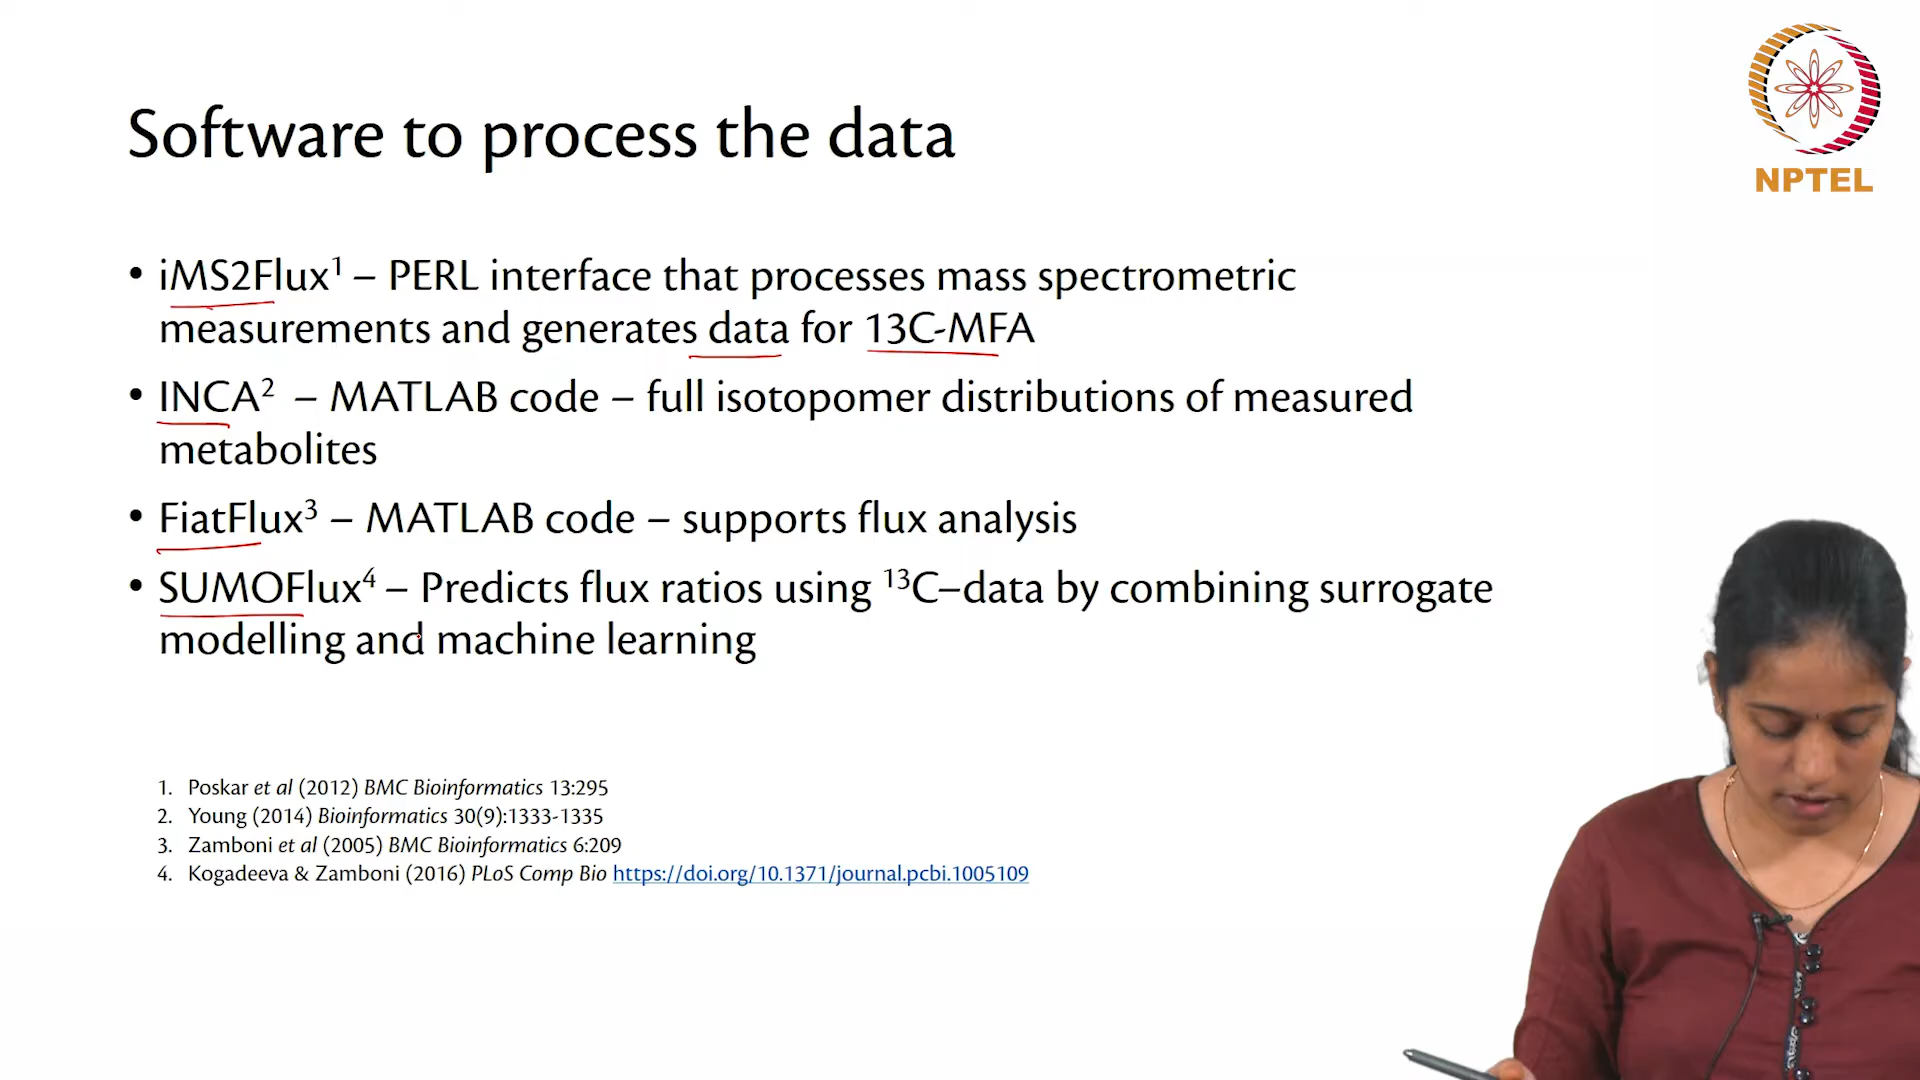 NPTEL
Software to process the data
• iMS2Flux¹ – PERL interface that processes mass spectrometric
measurements and generates data for 13C-MFA
• INCA² – MATLAB code – full isotopomer distributions of measured
metabolites
• FiatFlux³ – MATLAB code – supports flux analysis
• SUMOFlux⁴ – Predicts flux ratios using ¹³C–data by combining surrogate
modelling and machine learning
1. Poskar et al (2012) BMC Bioinformatics 13:295
2. Young (2014) Bioinformatics 30(9):1333-1335
3. Zamboni et al (2005) BMC Bioinformatics 6:209
4. Kogadeeva & Zamboni (2016) PLoS Comp Bio https://doi.org/10.1371/journal.pcbi.1005109